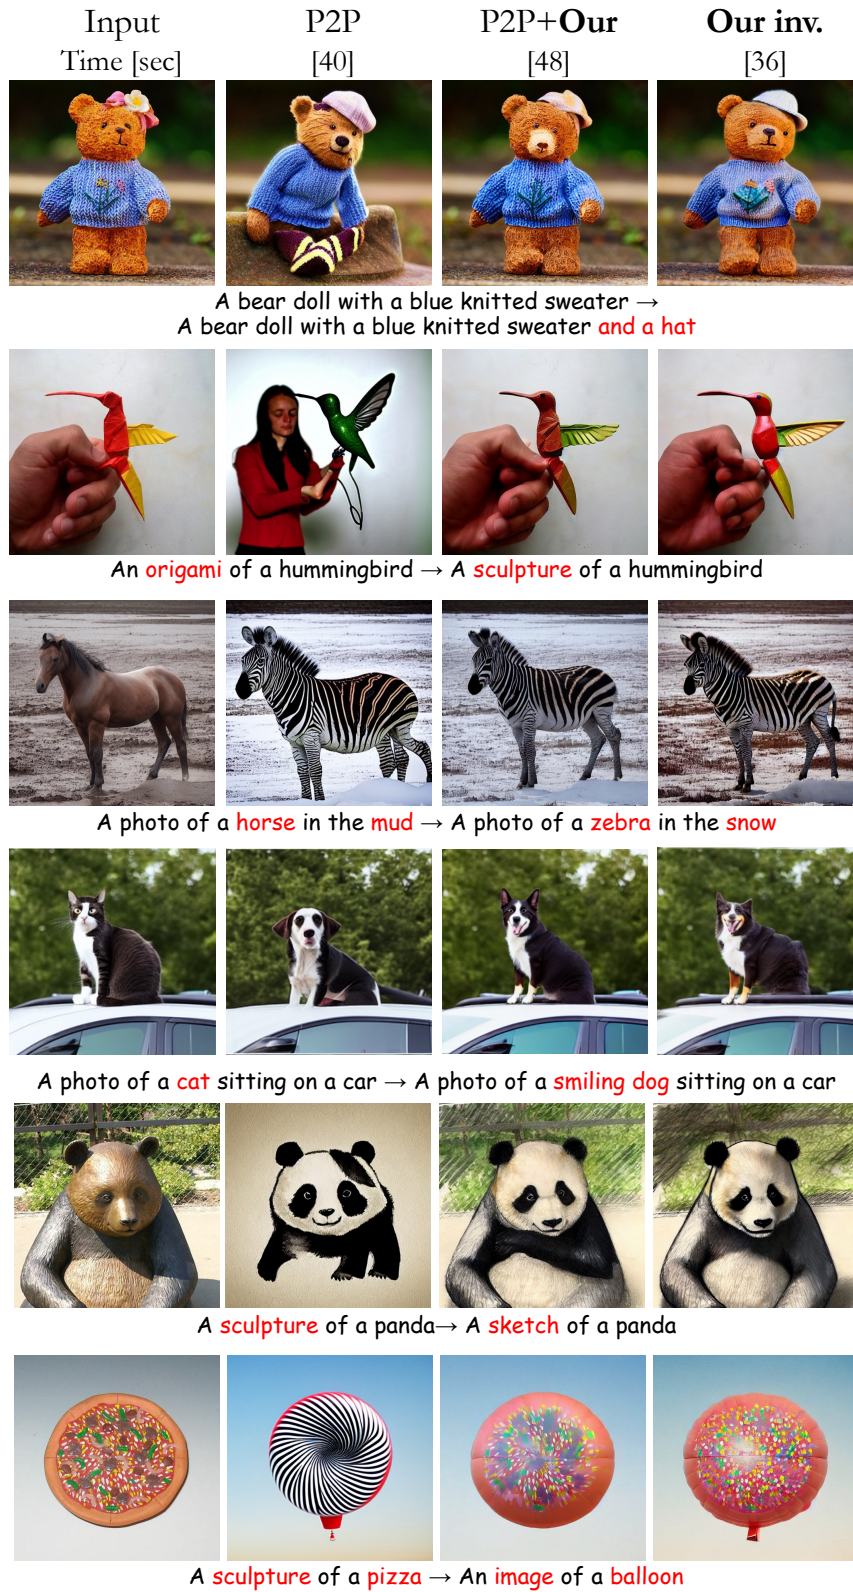 Input P2P P2P+Our Our inv.
Time [sec] [40] [48] [36]
A bear doll with a blue knitted sweater →
A bear doll with a blue knitted sweater and a hat
An origami of a hummingbird → A sculpture of a hummingbird
A photo of a horse in the mud → A photo of a zebra in the snow
A photo of a cat sitting on a car → A photo of a smiling dog sitting on a car
A sculpture of a panda→ A sketch of a panda
A sculpture of a pizza → An image of a balloon